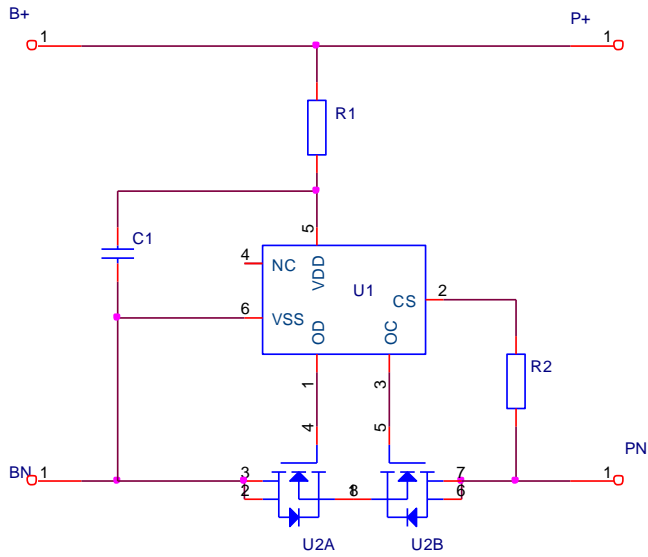 B+ 1 P+ 1
R1
C1
5
4 NC VDD U1
CS 2
6 VSS OD OC
1 3
R2
4 5
BN 1 3 7 1 PN
2 1 8 6
U2A U2B